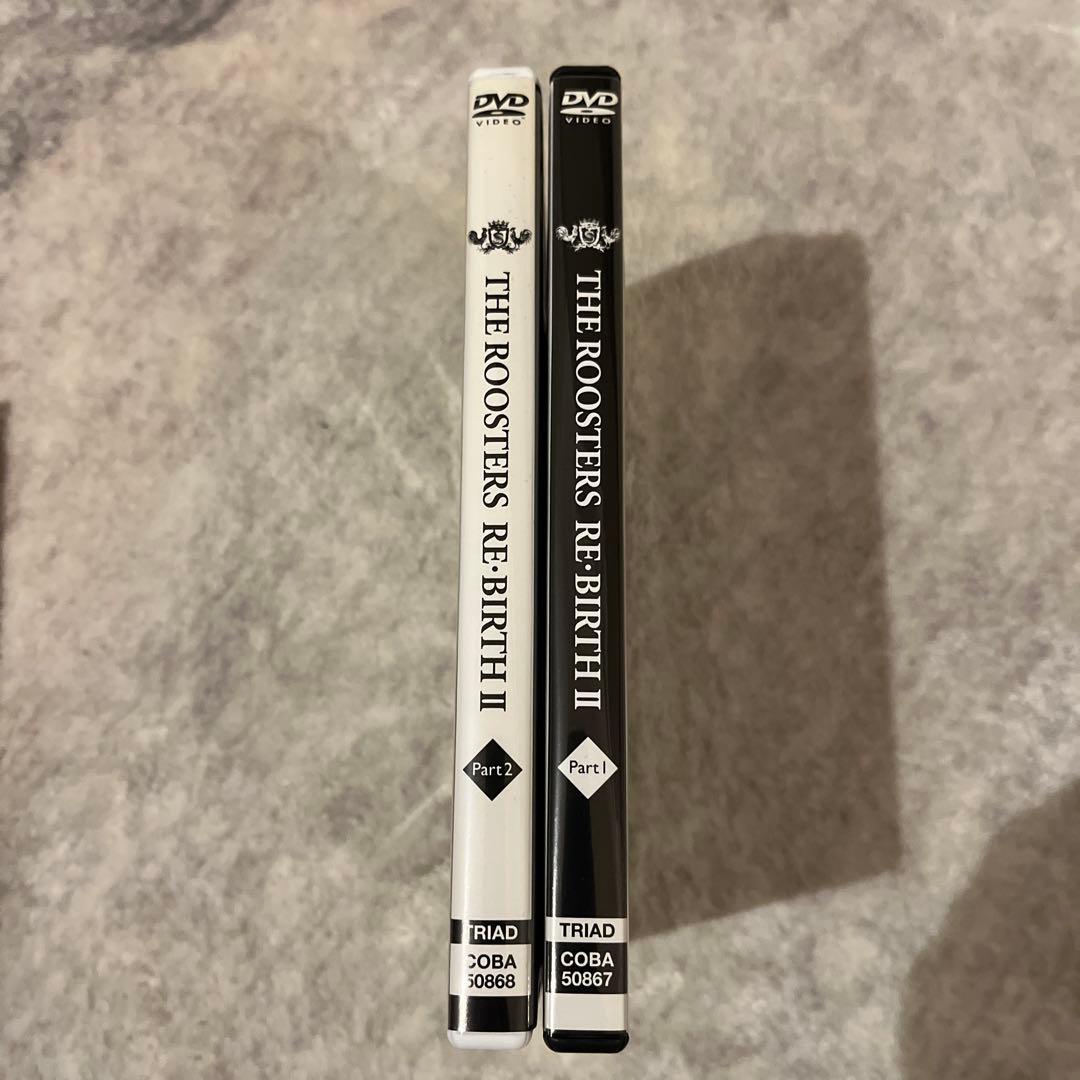 DVD
VIDEO
THE ROOSTERS RE·BIRTH II
Part 2
TRIAD
COBA
50868
DVD
VIDEO
THE ROOSTERS RE·BIRTH II
Part 1
TRIAD
COBA
50867